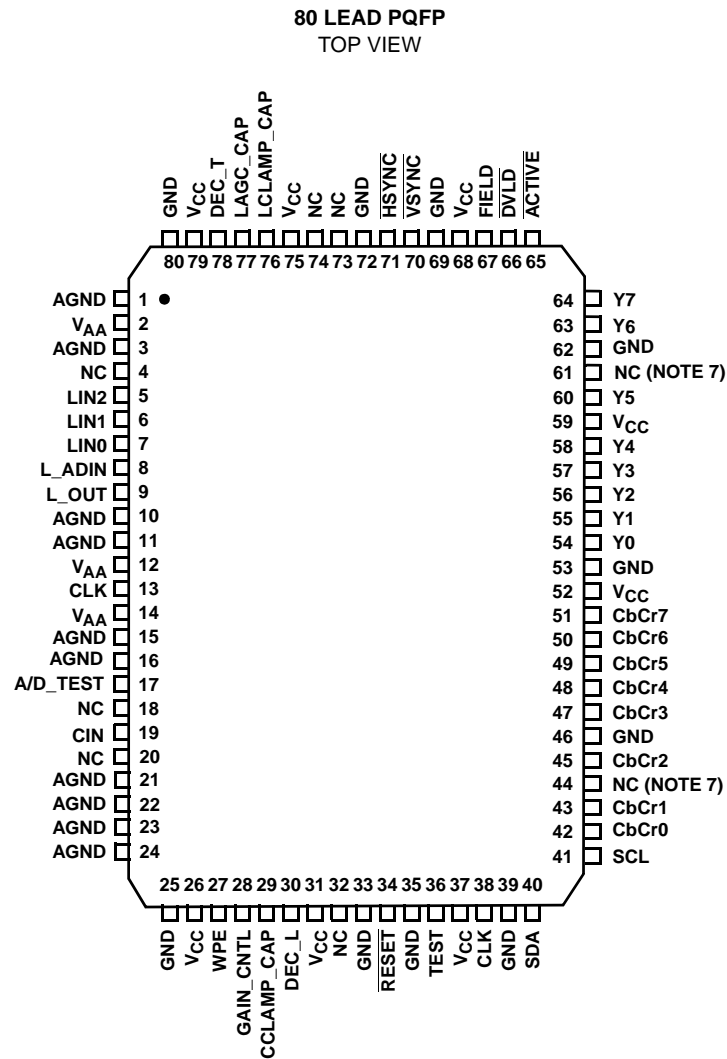 80 LEAD PQFP
TOP VIEW
GND
VCC
DEC_T
LAGC_CAP
LCLAMP_CAP
VCC
NC
NC
GND
HSYNC
VSYNC
GND
VCC
FIELD
DVLD
ACTIVE
80 79 78 77 76 75 74 73 72 71 70 69 68 67 66 65
AGND 1
VAA 2
AGND 3
NC 4
LIN2 5
LIN1 6
LIN0 7
L_ADIN 8
L_OUT 9
AGND 10
AGND 11
VAA 12
CLK 13
VAA 14
AGND 15
AGND 16
A/D_TEST 17
NC 18
CIN 19
NC 20
AGND 21
AGND 22
AGND 23
AGND 24
64 Y7
63 Y6
62 GND
61 NC (NOTE 7)
60 Y5
59 VCC
58 Y4
57 Y3
56 Y2
55 Y1
54 Y0
53 GND
52 VCC
51 CbCr7
50 CbCr6
49 CbCr5
48 CbCr4
47 CbCr3
46 GND
45 CbCr2
44 NC (NOTE 7)
43 CbCr1
42 CbCr0
41 SCL
25 26 27 28 29 30 31 32 33 34 35 36 37 38 39 40
GND
VCC
WPE
GAIN_CNTL
CCLAMP_CAP
DEC_L
VCC
NC
GND
RESET
GND
TEST
VCC
CLK
GND
SDA